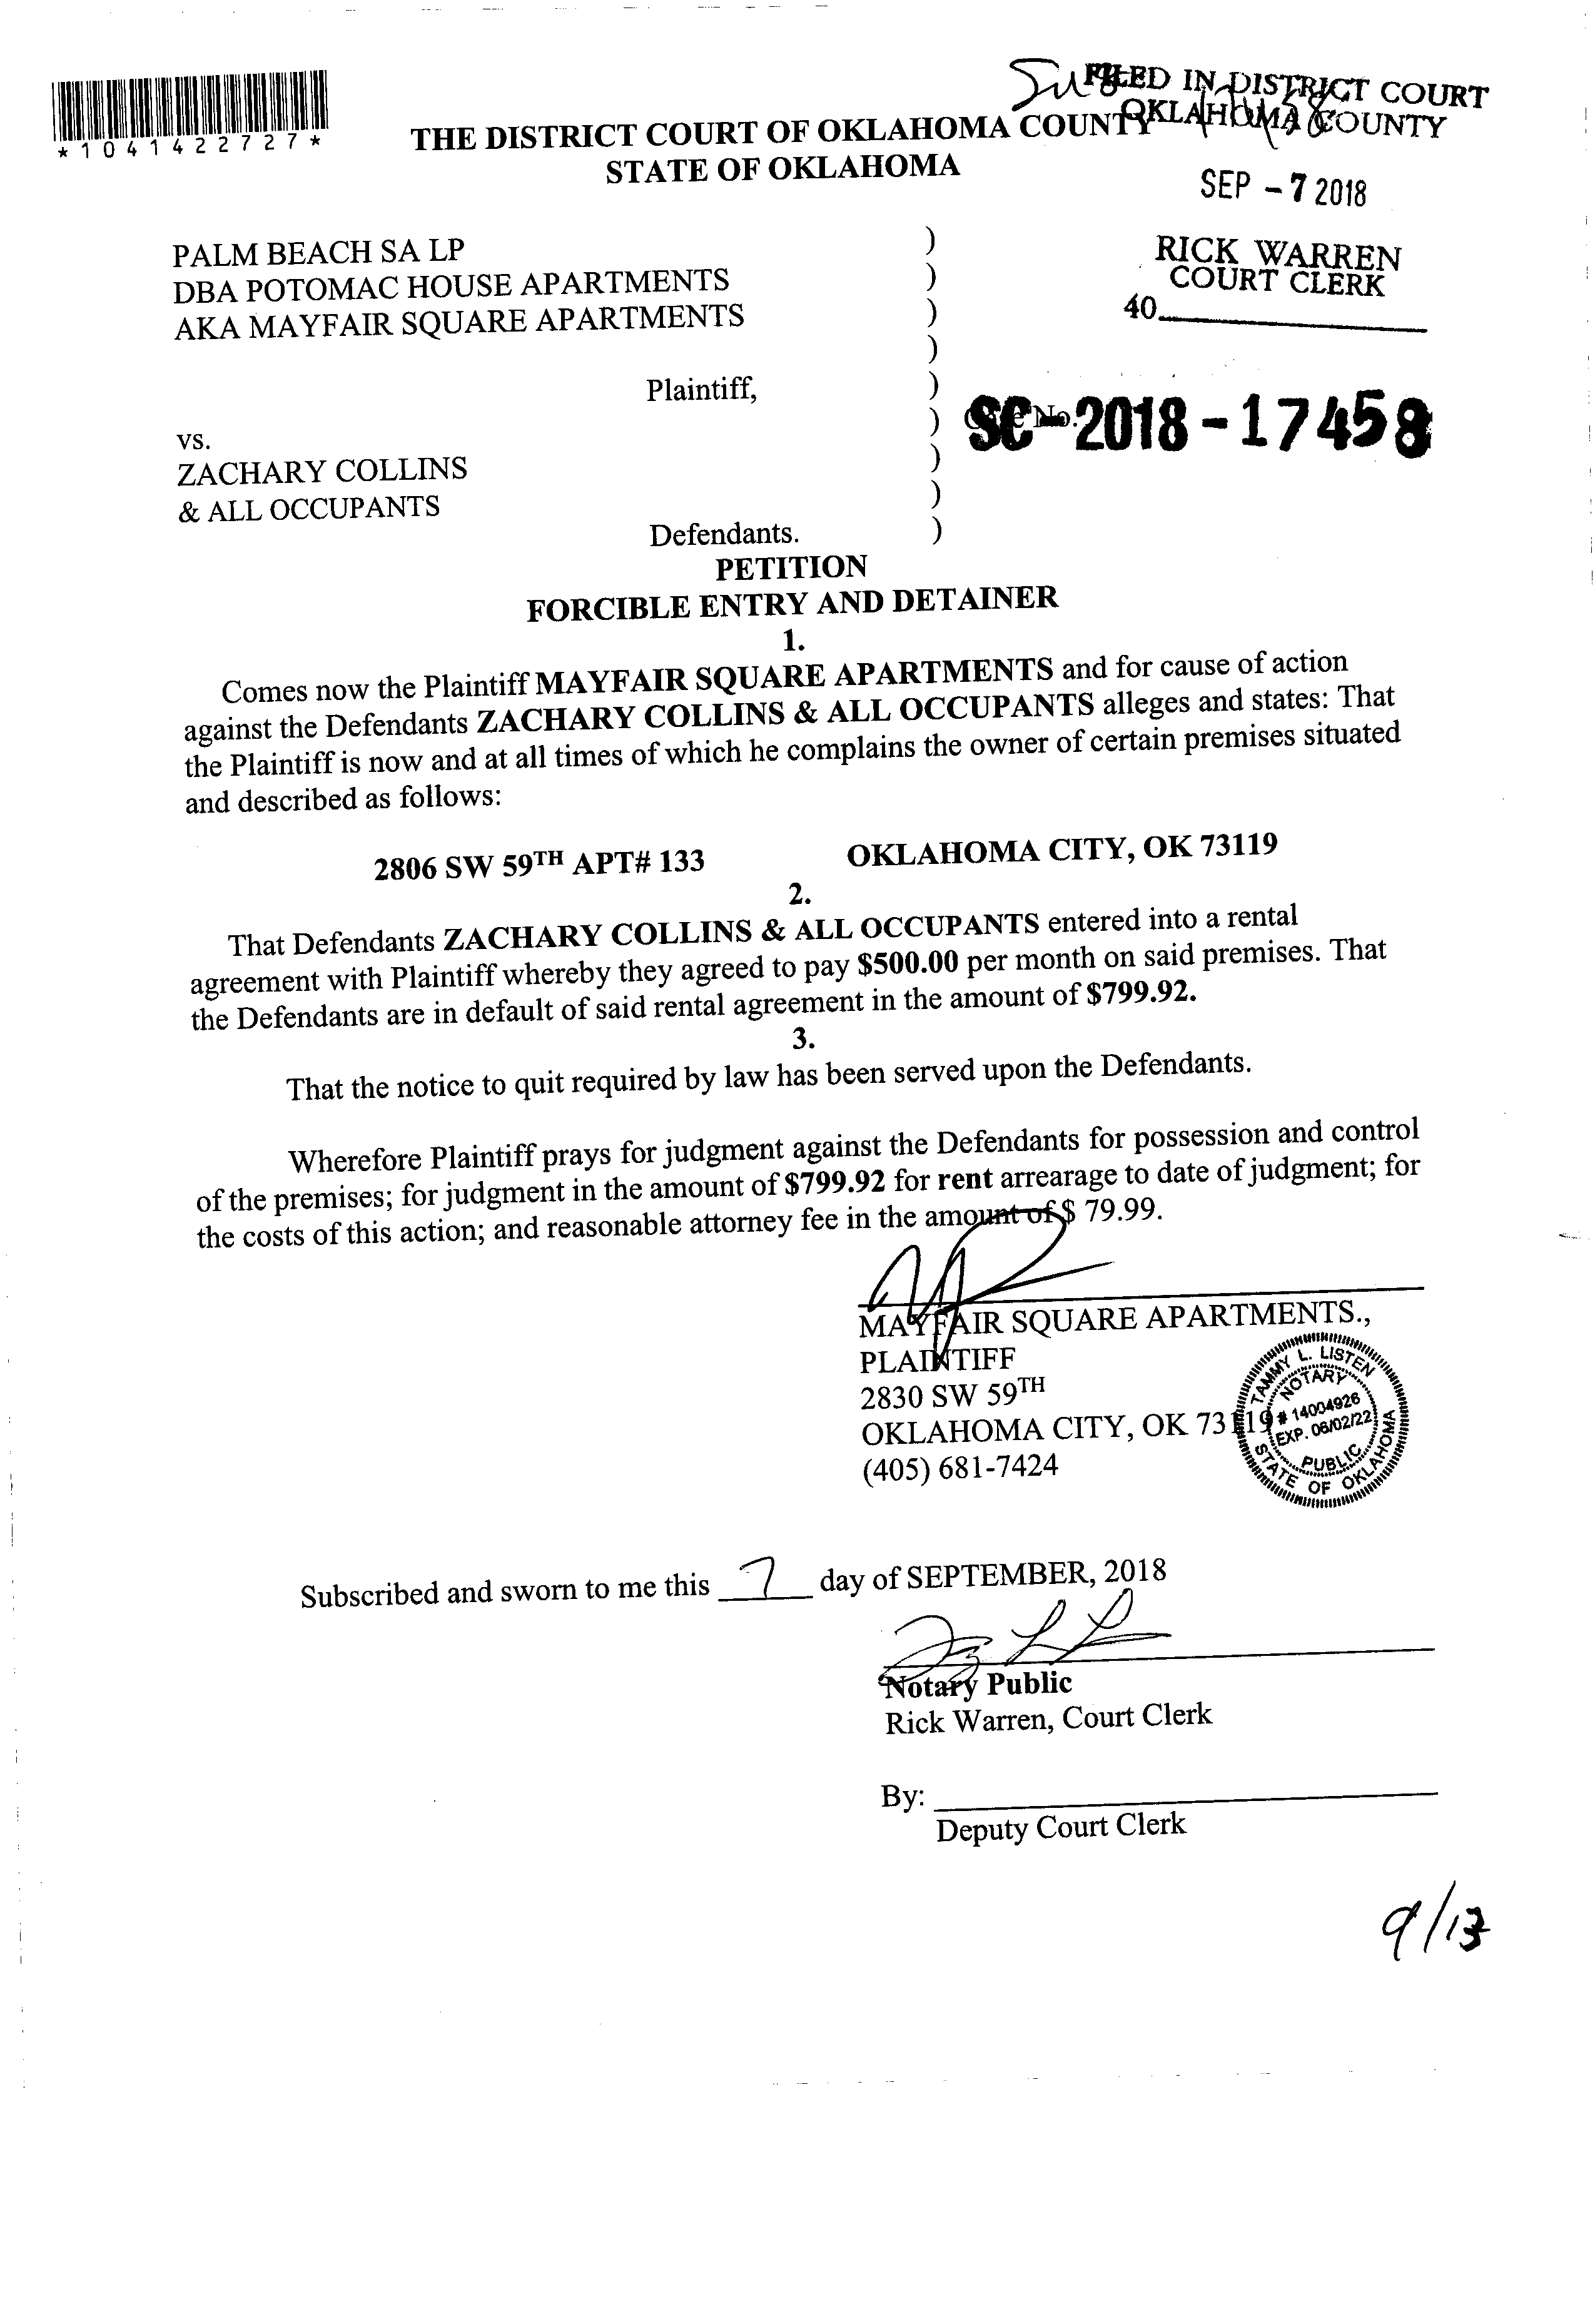 FILED IN DISTRICT COURT
OKLAHOMA COUNTY
*1041422727*
THE DISTRICT COURT OF OKLAHOMA COUNTY
STATE OF OKLAHOMA
SEP - 7 2018
RICK WARREN
COURT CLERK
40
PALM BEACH SA LP )
DBA POTOMAC HOUSE APARTMENTS )
AKA MAYFAIR SQUARE APARTMENTS )
)
Plaintiff, )
) SC-2018-17458
vs.
ZACHARY COLLINS )
& ALL OCCUPANTS )
Defendants. )
PETITION
FORCIBLE ENTRY AND DETAINER
1.
Comes now the Plaintiff MAYFAIR SQUARE APARTMENTS and for cause of action
against the Defendants ZACHARY COLLINS & ALL OCCUPANTS alleges and states: That
the Plaintiff is now and at all times of which he complains the owner of certain premises situated
and described as follows:
2806 SW 59TH APT# 133 OKLAHOMA CITY, OK 73119
2.
That Defendants ZACHARY COLLINS & ALL OCCUPANTS entered into a rental
agreement with Plaintiff whereby they agreed to pay $500.00 per month on said premises. That
the Defendants are in default of said rental agreement in the amount of $799.92.
3.
That the notice to quit required by law has been served upon the Defendants.
Wherefore Plaintiff prays for judgment against the Defendants for possession and control
of the premises; for judgment in the amount of $799.92 for rent arrearage to date of judgment; for
the costs of this action; and reasonable attorney fee in the amount of $ 79.99.
MAYFAIR SQUARE APARTMENTS.,
PLAINTIFF
2830 SW 59TH
OKLAHOMA CITY, OK 73119
(405) 681-7424
TAMMY L. LISTEN
NOTARY
# 14004926
EXP. 06/02/22
PUBLIC
STATE OF OKLAHOMA
Subscribed and sworn to me this 7 day of SEPTEMBER, 2018
Notary Public
Rick Warren, Court Clerk
By:
Deputy Court Clerk
9/13